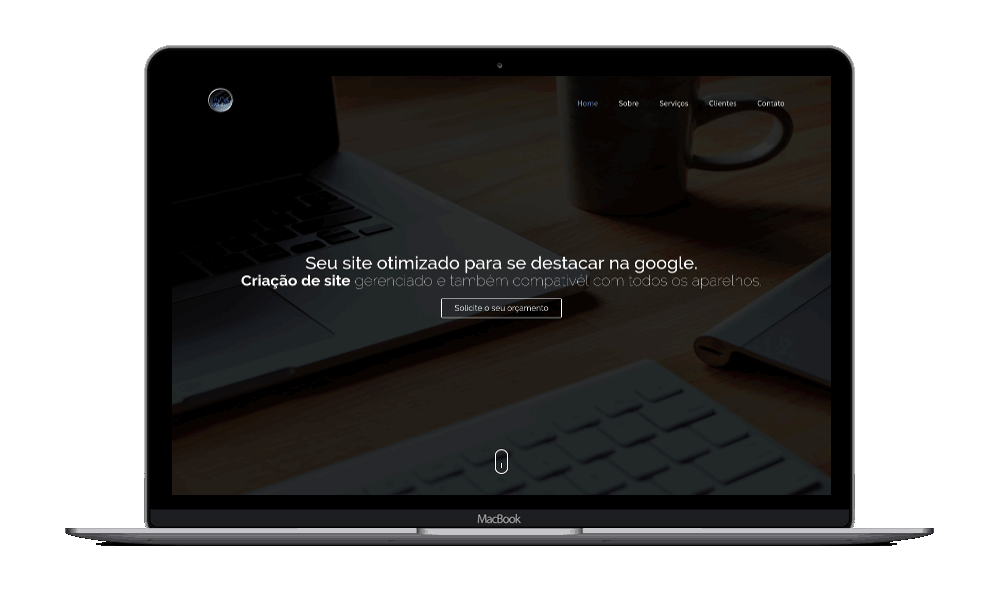 Home Sobre Serviços Clientes Contato
Seu site otimizado para se destacar na google.
Criação de site gerenciado e também compativél com todos os aparelhos.
Solicite o seu orçamento
MacBook